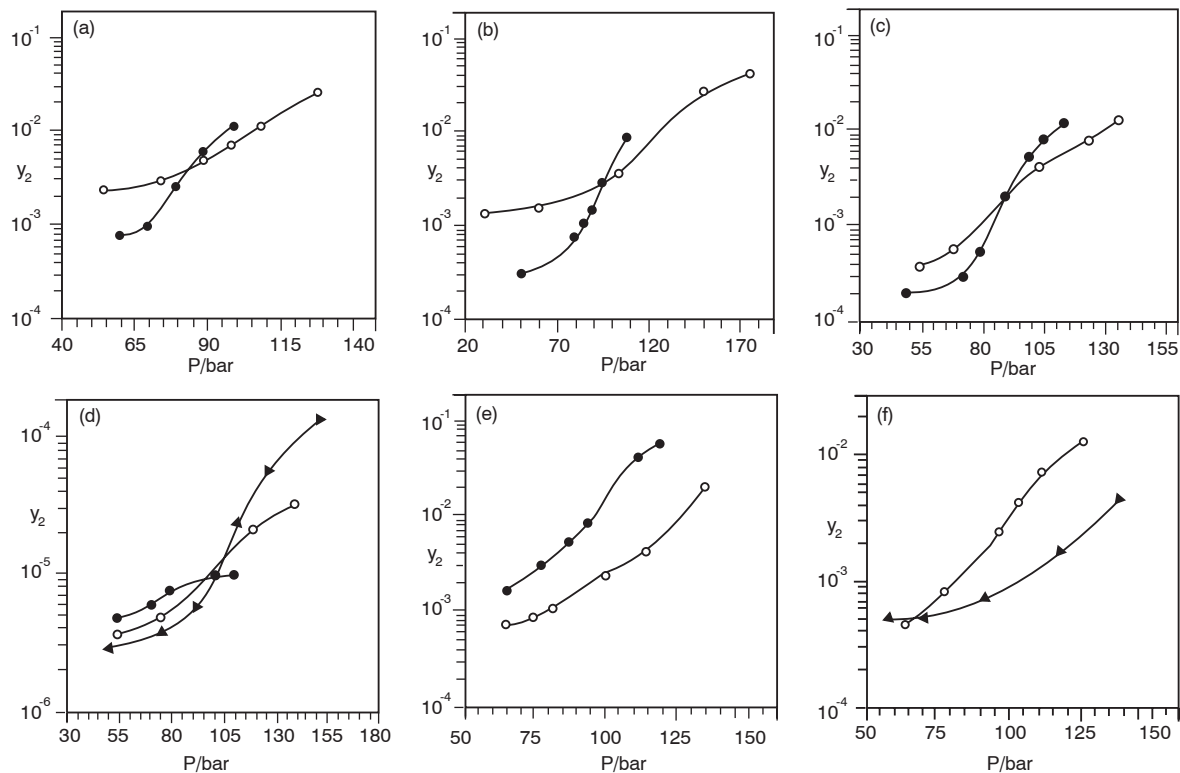 (a)
10⁻¹
10⁻²
y₂
10⁻³
10⁻⁴
40 65 90 115 140
P/bar
(b)
10⁻¹
10⁻²
y₂
10⁻³
10⁻⁴
20 70 120 170
P/bar
(c)
10⁻¹
10⁻²
y₂
10⁻³
10⁻⁴
30 55 80 105 130 155
P/bar
(d)
10⁻⁴
y₂
10⁻⁵
10⁻⁶
30 55 80 105 130 155 180
P/bar
(e)
10⁻¹
10⁻²
y₂
10⁻³
10⁻⁴
50 75 100 125 150
P/bar
(f)
10⁻²
y₂
10⁻³
10⁻⁴
50 75 100 125 150
P/bar